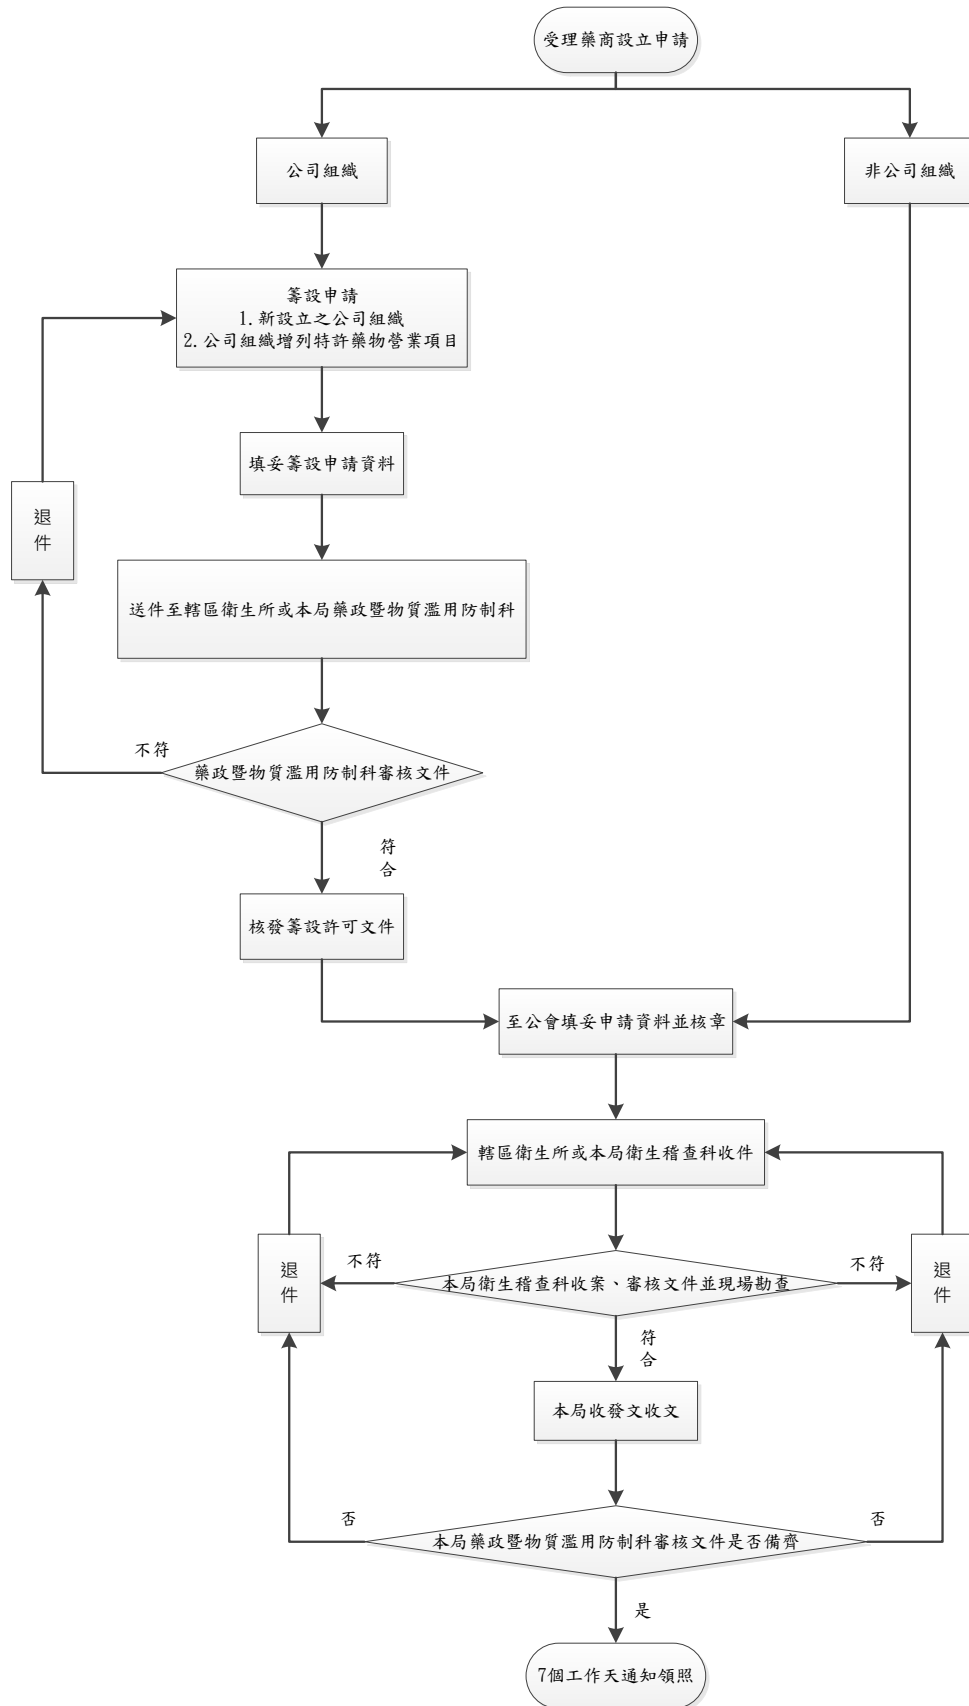 受理藥商設立申請
公司組織
非公司組織
籌設申請
1.新設立之公司組織
2.公司組織增列特許藥物營業項目
填妥籌設申請資料
退
件
送件至轄區衛生所或本局藥政暨物質濫用防制科
不符
藥政暨物質濫用防制科審核文件
符
合
核發籌設許可文件
至公會填妥申請資料並核章
轄區衛生所或本局衛生稽查科收件
退
件
不符
本局衛生稽查科收案、審核文件並現場勘查
不符
退
件
符
合
本局收發文收文
否
本局藥政暨物質濫用防制科審核文件是否備齊
否
是
7個工作天通知領照